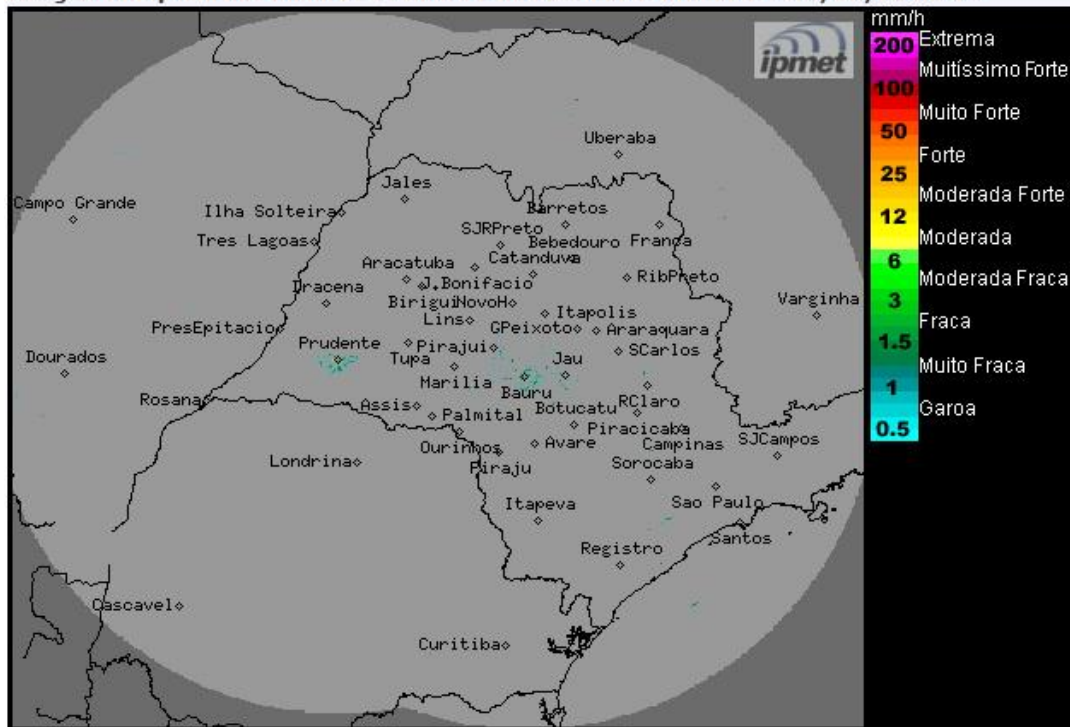 mm/h
200 Extrema
Muitíssimo Forte
100
Muito Forte
50
Forte
25
Moderada Forte
12
Moderada
6
Moderada Fraca
3
Fraca
1.5
Muito Fraca
1
Garoa
0.5
ipmet
Uberaba
Jales
Campo Grande
Ilha Solteira
Barretos
SJRPreto
Tres Lagoas
Bebedouro Franca
Catanduva
Aracatuba
J.Bonifacio
RibPreto
Dracena
Birigui NovoH
Varginha
Itapolis
Lins
GPeixoto
Araraquara
PresEpitacio
Prudente
Pirajui
SCarlos
Dourados
Tupa
Jau
Marilia
Bauru
Rosana
Assis
Botucatu
RClaro
Palmital
Piracicaba
Ourinhos
Avare
Campinas
SJCampos
Londrina
Piraju
Sorocaba
Itapeva
Sao Paulo
Registro
Santos
Cascavel
Curitiba